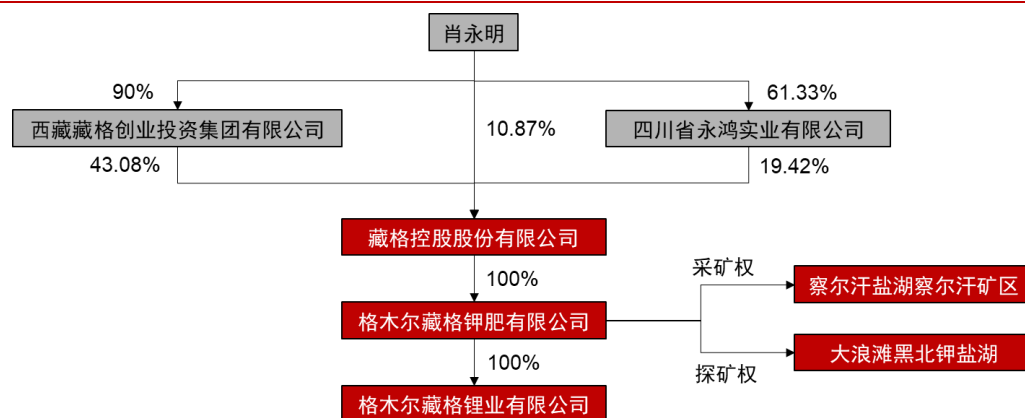 肖永明
90%
61.33%
西藏藏格创业投资集团有限公司
10.87%
四川省永鸿实业有限公司
43.08%
19.42%
藏格控股股份有限公司
100%
采矿权
察尔汗盐湖察尔汗矿区
格木尔藏格钾肥有限公司
大浪滩黑北钾盐湖
100%
探矿权
格木尔藏格锂业有限公司